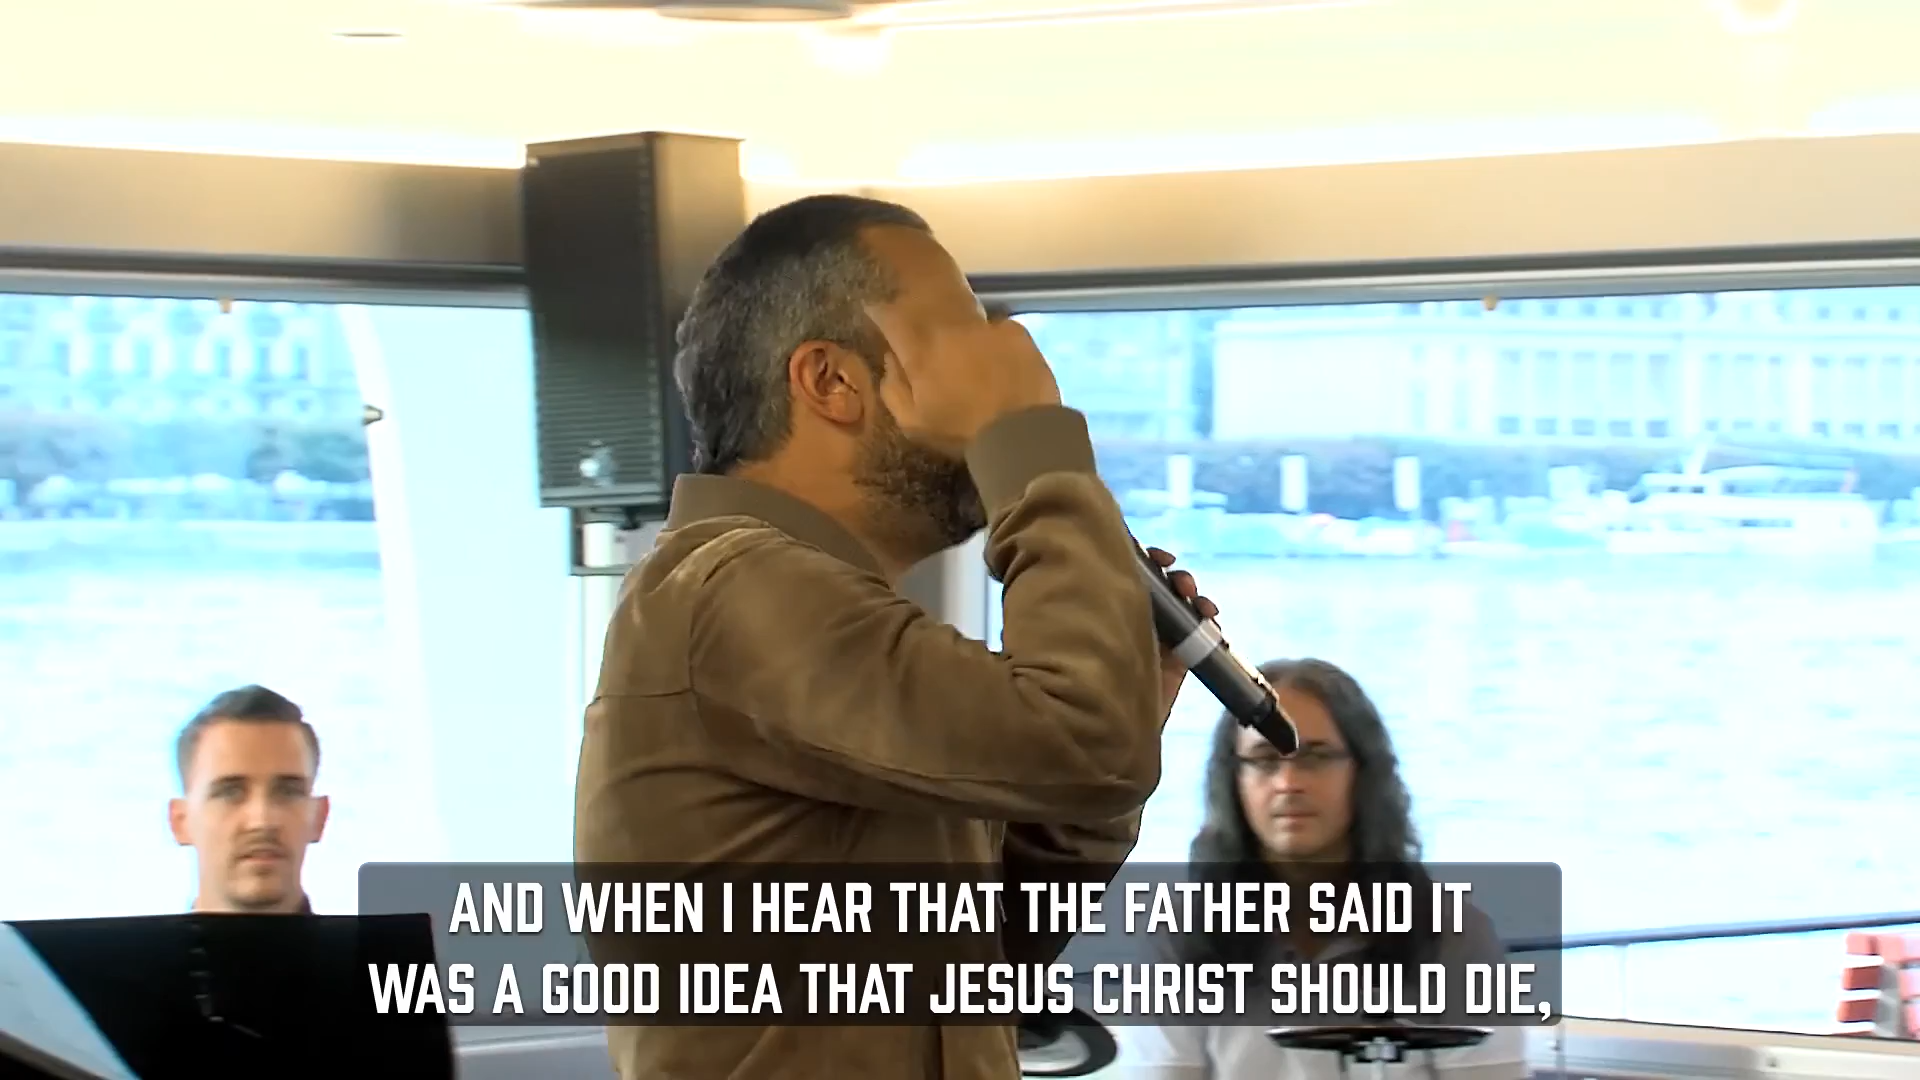 AND WHEN I HEAR THAT THE FATHER SAID IT
WAS A GOOD IDEA THAT JESUS CHRIST SHOULD DIE,